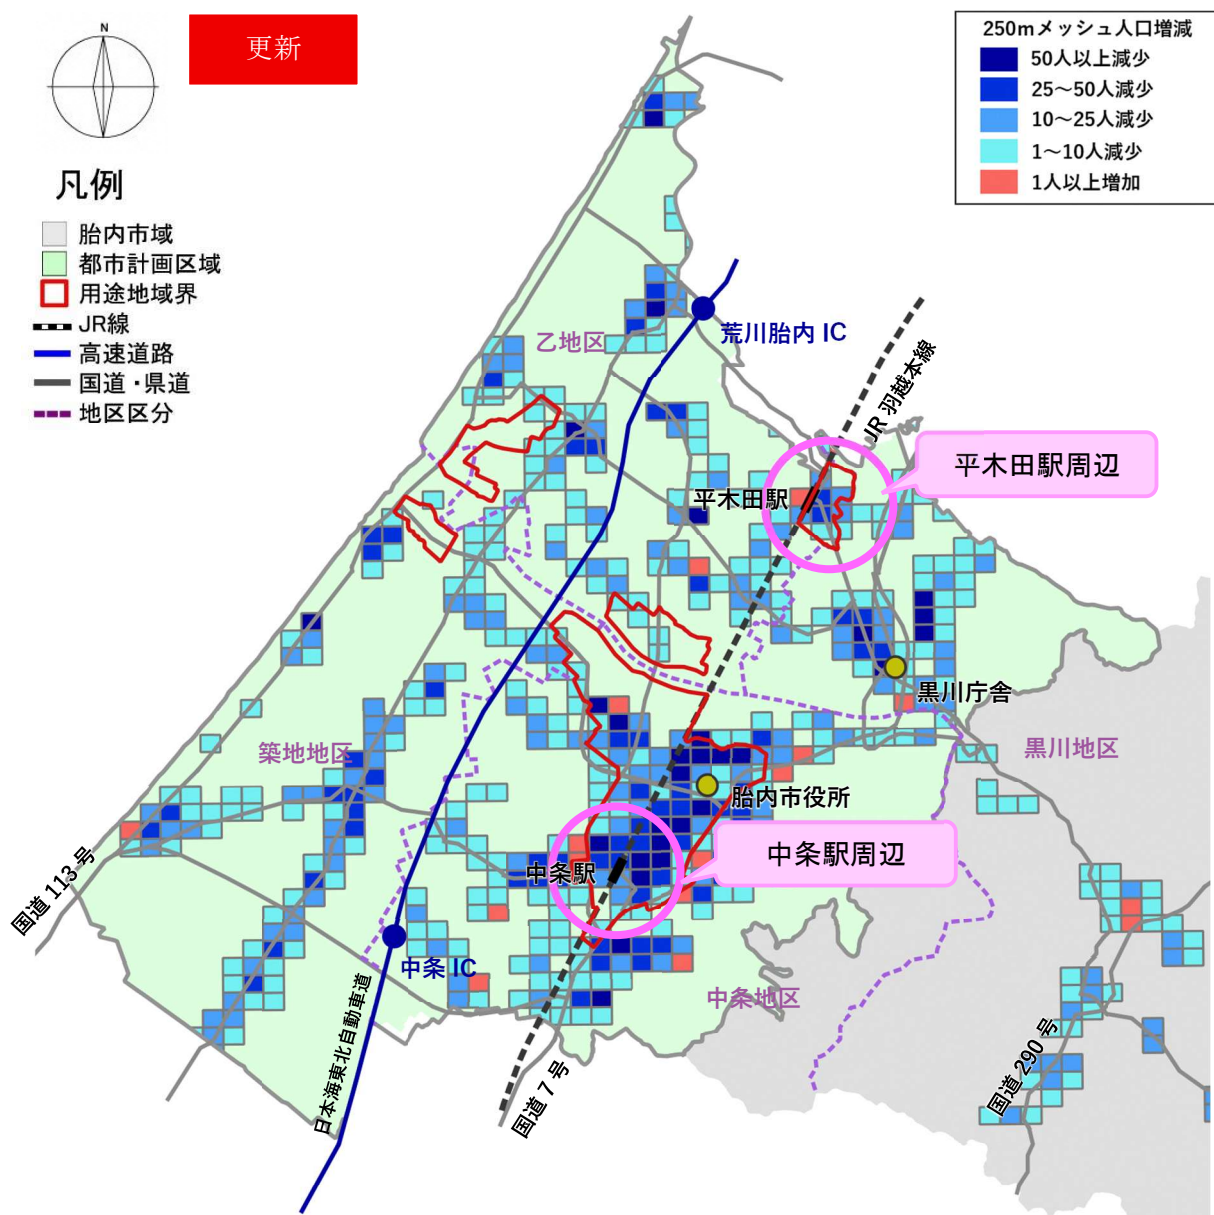 N
更新
250mメッシュ人口増減
50人以上減少
25～50人減少
10～25人減少
1～10人減少
1人以上増加
凡例
胎内市域
都市計画区域
用途地域界
JR線
高速道路
国道・県道
地区区分
乙地区
荒川胎内 IC
JR 羽越本線
平木田駅周辺
平木田駅
黒川庁舎
黒川地区
築地地区
胎内市役所
中条駅周辺
中条駅
国道 113 号
中条 IC
中条地区
日本海東北自動車道
国道 7 号
国道 290 号